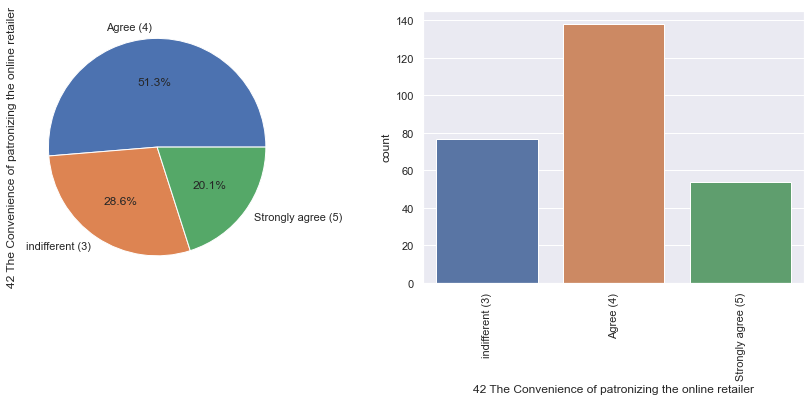 42 The Convenience of patronizing the online retailer
Agree (4)
51.3%
28.6%
20.1%
indifferent (3)
Strongly agree (5)
count
140
120
100
80
60
40
20
0
indifferent (3)
Agree (4)
Strongly agree (5)
42 The Convenience of patronizing the online retailer